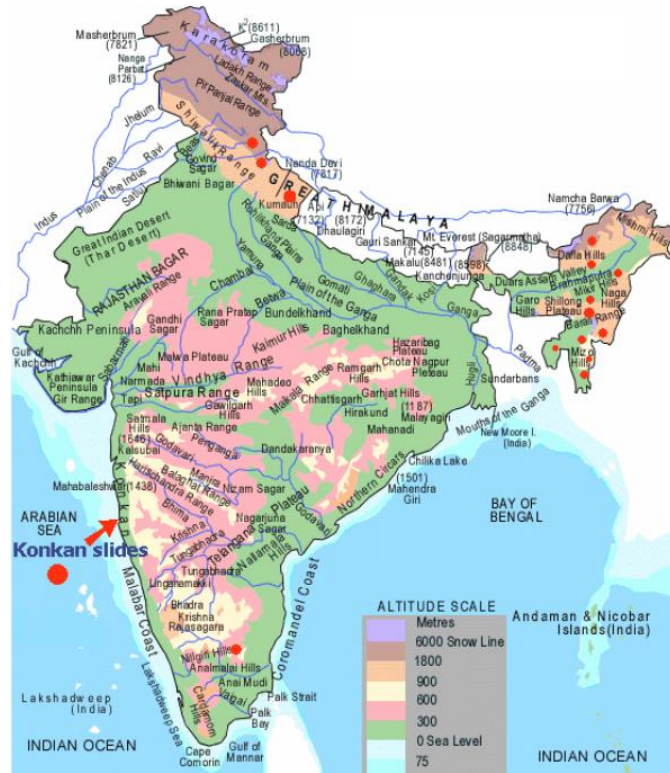 Masherbrum
(7821)
K² (8611)
Gasherbrum
(8068)
Karakoram
Nanga
Parbat
(8126)
Ladakh Range
Zaskar Mts.
Pir Panjal Range
Jhelum
Chenab
Ravi
Beas
Shiwalik Range
Govind
Sagar
Nanda Devi
(7817)
Indus
Plain of the Indus
Satluj
Bhiwani Bagar
GREAT HIMALAYA
Kumaun
Api
(7132)
(8172)
Dhaulagiri
Sarda
Namcha Barwa
(7756)
Mishmi Hills
Great Indian Desert
(Thar Desert)
Rohilkhand Plains
Ganga
Gauri Sankar
(7145)
Mt. Everest (Sagarmatha)
(8848)
Makalu(8481)
(8598)
Kanchenjunga
Dafla Hills
Duars
Assam Valley
Brahmaputra
RAJASTHAN BAGAR
Aravli Range
Yamuna
Chambal
Plain of the Ganga
Gomati
Ghaghara
Gandak
Kosi
Ganga
Garo
Hills
Shillong
Plateau
Mikir Hills
Naga
Hills
Barail Range
Kachchh Peninsula
Gandhi
Sagar
Rana Pratap
Sagar
Betwa
Bundelkhand
Baghelkhand
Kaimur Hills
Hazaribag
Plateau
Padma
Mizo
Hills
Gulf of
Kachchh
Sabarmati
Mahi
Malwa Plateau
Vindhya Range
Ramgarh
Hills
Chota Nagpur
Plateau
Kathiawar
Peninsula
Gir Range
Narmada
Tapi
Satpura Range
Mahadeo
Hills
Maikala Range
Hugli
Sundarbans
Gawilgarh
Hills
Chhattisgarh
Garhjat Hills
(1187)
Malayagiri
Mouths of the Ganga
Satmala
Hills
(1646)
Kalsubai
Ajanta Range
Hirakund
Mahanadi
New Moore I.
(India)
Godavari
Penganga
Dandakaranya
Chilika Lake
Konkan
Harischandra Range
Balaghat Range
Manjra
Nizam Sagar
Northern Circars
(1501)
Mahendra
Giri
Mahabaleshwar(1438)
Bhima
Godavari
ARABIAN
SEA
BAY OF
BENGAL
Krishna
Nagarjuna
Sagar
Telangana Plateau
Konkan slides
Tungabhadra
Tungabhadra
Nallamala
Hills
Linganamakki
Malabar Coast
Bhadra
Krishna
Rajasagara
Coromandel Coast
ALTITUDE SCALE
Metres
6000 Snow Line
1800
900
600
300
0 Sea Level
75
Andaman & Nicobar
Islands(India)
Nilgiri Hills
Anaimalai Hills
Anai Mudi
Lakshadweep
(India)
Lakshadweep Sea
Cardamom
Hills
Vaigai
Palk Strait
Palk
Bay
INDIAN OCEAN
Cape
Comorin
Gulf of
Mannar
INDIAN OCEAN